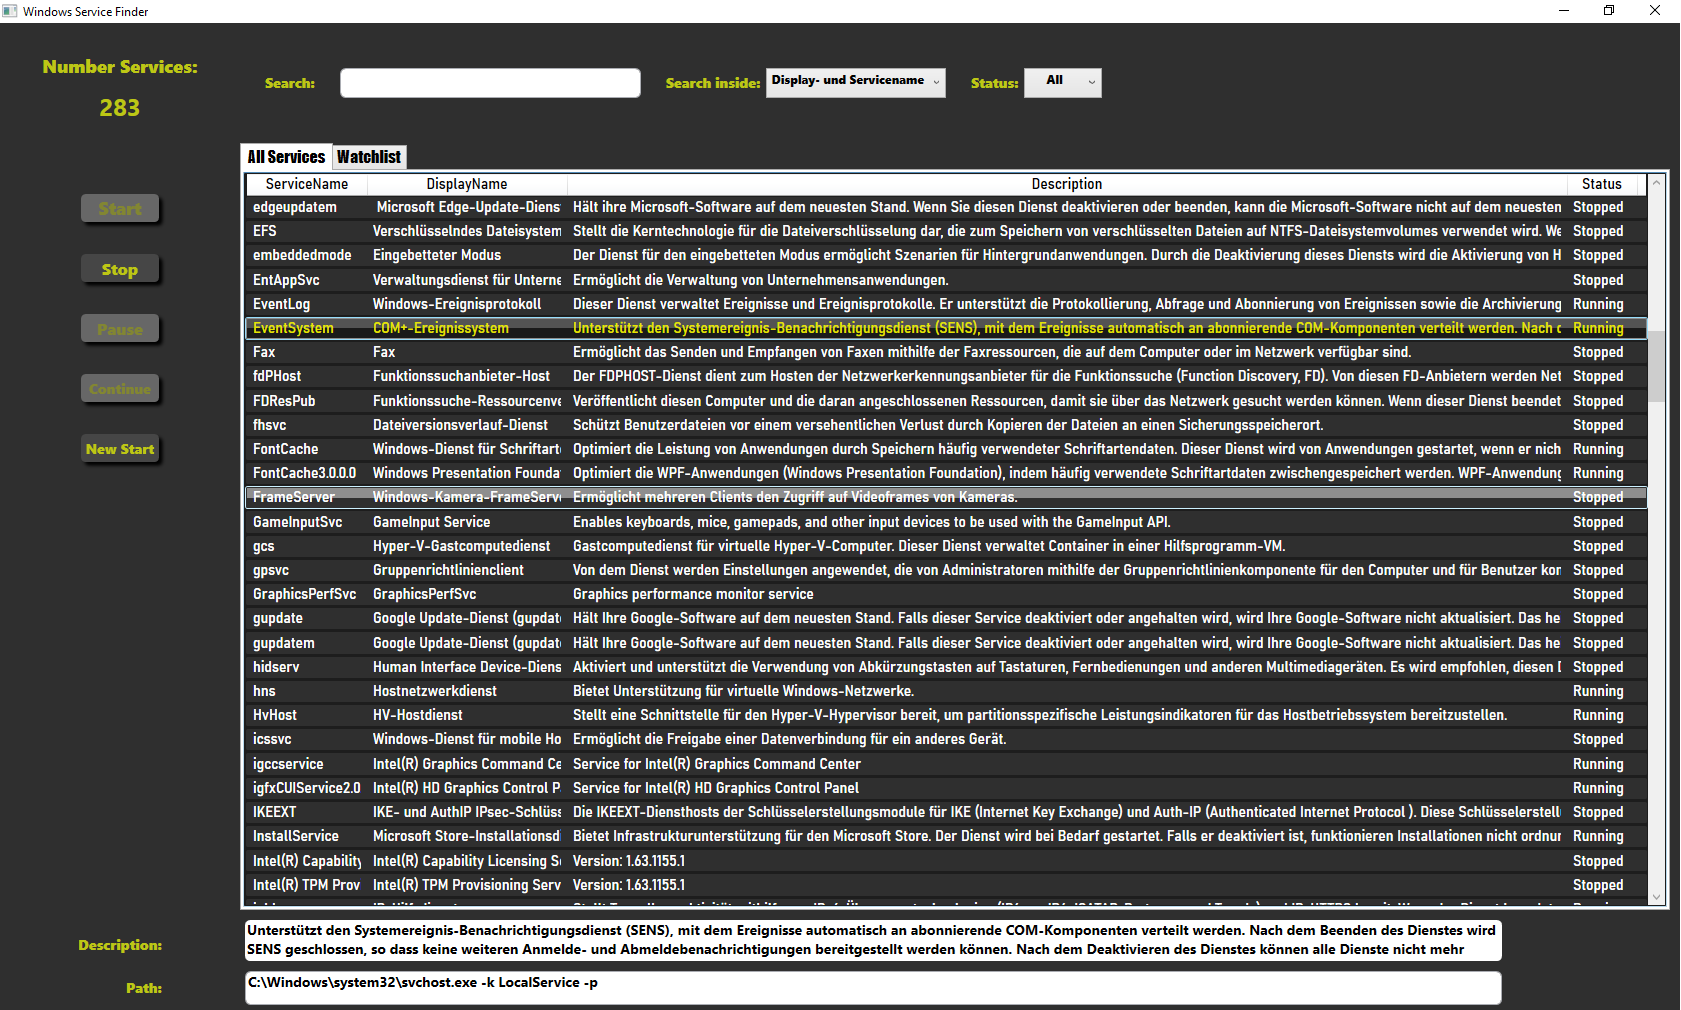 Windows Service Finder
Number Services:
283
Search:
Search inside: Display- und Servicename
Status: All
All Services Watchlist
Start
Stop
Pause
Continue
New Start
ServiceName DisplayName Description Status
edgeupdatem Microsoft Edge-Update-Diens Hält ihre Microsoft-Software auf dem neuesten Stand. Wenn Sie diesen Dienst deaktivieren oder beenden, kann die Microsoft-Software nicht auf dem neuesten Stopped
EFS Verschlüsselndes Dateisystem Stellt die Kerntechnologie für die Dateiverschlüsselung dar, die zum Speichern von verschlüsselten Dateien auf NTFS-Dateisystemvolumes verwendet wird. We Stopped
embeddedmode Eingebetteter Modus Der Dienst für den eingebetteten Modus ermöglicht Szenarien für Hintergrundanwendungen. Durch die Deaktivierung dieses Diensts wird die Aktivierung von H Stopped
EntAppSvc Verwaltungsdienst für Unterne Ermöglicht die Verwaltung von Unternehmensanwendungen. Stopped
EventLog Windows-Ereignisprotokoll Dieser Dienst verwaltet Ereignisse und Ereignisprotokolle. Er unterstützt die Protokollierung, Abfrage und Abonnierung von Ereignissen sowie die Archivierung Running
EventSystem COM+-Ereignissystem Unterstützt den Systemereignis-Benachrichtigungsdienst (SENS), mit dem Ereignisse automatisch an abonnierende COM-Komponenten verteilt werden. Nach Running
Fax Fax Ermöglicht das Senden und Empfangen von Faxen mithilfe der Faxressourcen, die auf dem Computer oder im Netzwerk verfügbar sind. Stopped
fdPHost Funktionssuchanbieter-Host Der FDPHOST-Dienst dient zum Hosten der Netzwerkerkennungsanbieter für die Funktionssuche (Function Discovery, FD). Von diesen FD-Anbietern werden Net Stopped
FDResPub Funktionssuche-Ressourcenve Veröffentlicht diesen Computer und die daran angeschlossenen Ressourcen, damit sie über das Netzwerk gesucht werden können. Wenn dieser Dienst beendet Stopped
fhsvc Dateiversionsverlauf-Dienst Schützt Benutzerdateien vor einem versehentlichen Verlust durch Kopieren der Dateien an einen Sicherungsspeicherort. Stopped
FontCache Windows-Dienst für Schriftart Optimiert die Leistung von Anwendungen durch Speichern häufig verwendeter Schriftartendaten. Dieser Dienst wird von Anwendungen gestartet, wenn er nich Running
FontCache3.0.0.0 Windows Presentation Founda Optimiert die WPF-Anwendungen (Windows Presentation Foundation), indem häufig verwendete Schriftartdaten zwischengespeichert werden. WPF-Anwendung Running
FrameServer Windows-Kamera-FrameServ Ermöglicht mehreren Clients den Zugriff auf Videoframes von Kameras. Stopped
GameInputSvc GameInput Service Enables keyboards, mice, gamepads, and other input devices to be used with the GameInput API. Stopped
gcs Hyper-V-Gastcomputedienst Gastcomputedienst für virtuelle Hyper-V-Computer. Dieser Dienst verwaltet Container in einer Hilfsprogramm-VM. Stopped
gpsvc Gruppenrichtlinienclient Von dem Dienst werden Einstellungen angewendet, die von Administratoren mithilfe der Gruppenrichtlinienkomponente für den Computer und für Benutzer kon Stopped
GraphicsPerfSvc GraphicsPerfSvc Graphics performance monitor service Stopped
gupdate Google Update-Dienst (gupdat Hält Ihre Google-Software auf dem neuesten Stand. Falls dieser Service deaktiviert oder angehalten wird, wird Ihre Google-Software nicht aktualisiert. Das he Stopped
gupdatem Google Update-Dienst (gupdat Hält Ihre Google-Software auf dem neuesten Stand. Falls dieser Service deaktiviert oder angehalten wird, wird Ihre Google-Software nicht aktualisiert. Das he Stopped
hidserv Human Interface Device-Diens Aktiviert und unterstützt die Verwendung von Abkürzungstasten auf Tastaturen, Fernbedienungen und anderen Multimediageräten. Es wird empfohlen, diesen D Stopped
hns Hostnetzwerkdienst Bietet Unterstützung für virtuelle Windows-Netzwerke. Running
HvHost HV-Hostdienst Stellt eine Schnittstelle für den Hyper-V-Hypervisor bereit, um partitionsspezifische Leistungsindikatoren für das Hostbetriebssystem bereitzustellen. Running
icssvc Windows-Dienst für mobile Ho Ermöglicht die Freigabe einer Datenverbindung für ein anderes Gerät. Stopped
igccservice Intel(R) Graphics Command Ce Service for Intel(R) Graphics Command Center Running
igfxCUIService2.0 Intel(R) HD Graphics Control P Service for Intel(R) HD Graphics Control Panel Running
IKEEXT IKE- und AuthIP IPsec-Schlüss Die IKEEXT-Diensthosts der Schlüsselerstellungsmodule für IKE (Internet Key Exchange) und Auth-IP (Authenticated Internet Protocol ). Diese Schlüsselerstell Stopped
InstallService Microsoft Store-Installationsdi Bietet Infrastrukturunterstützung für den Microsoft Store. Der Dienst wird bei Bedarf gestartet. Falls er deaktiviert ist, funktionieren Installationen nicht ordnur Running
Intel(R) Capability Intel(R) Capability Licensing S Version: 1.63.1155.1 Stopped
Intel(R) TPM Prov Intel(R) TPM Provisioning Serv Version: 1.63.1155.1 Stopped
Description: Unterstützt den Systemereignis-Benachrichtigungsdienst (SENS), mit dem Ereignisse automatisch an abonnierende COM-Komponenten verteilt werden. Nach dem Beenden des Dienstes wird
SENS geschlossen, so dass keine weiteren Anmelde- und Abmeldebenachrichtigungen bereitgestellt werden können. Nach dem Deaktivieren des Dienstes können alle Dienste nicht mehr
Path: C:\Windows\system32\svchost.exe -k LocalService -p